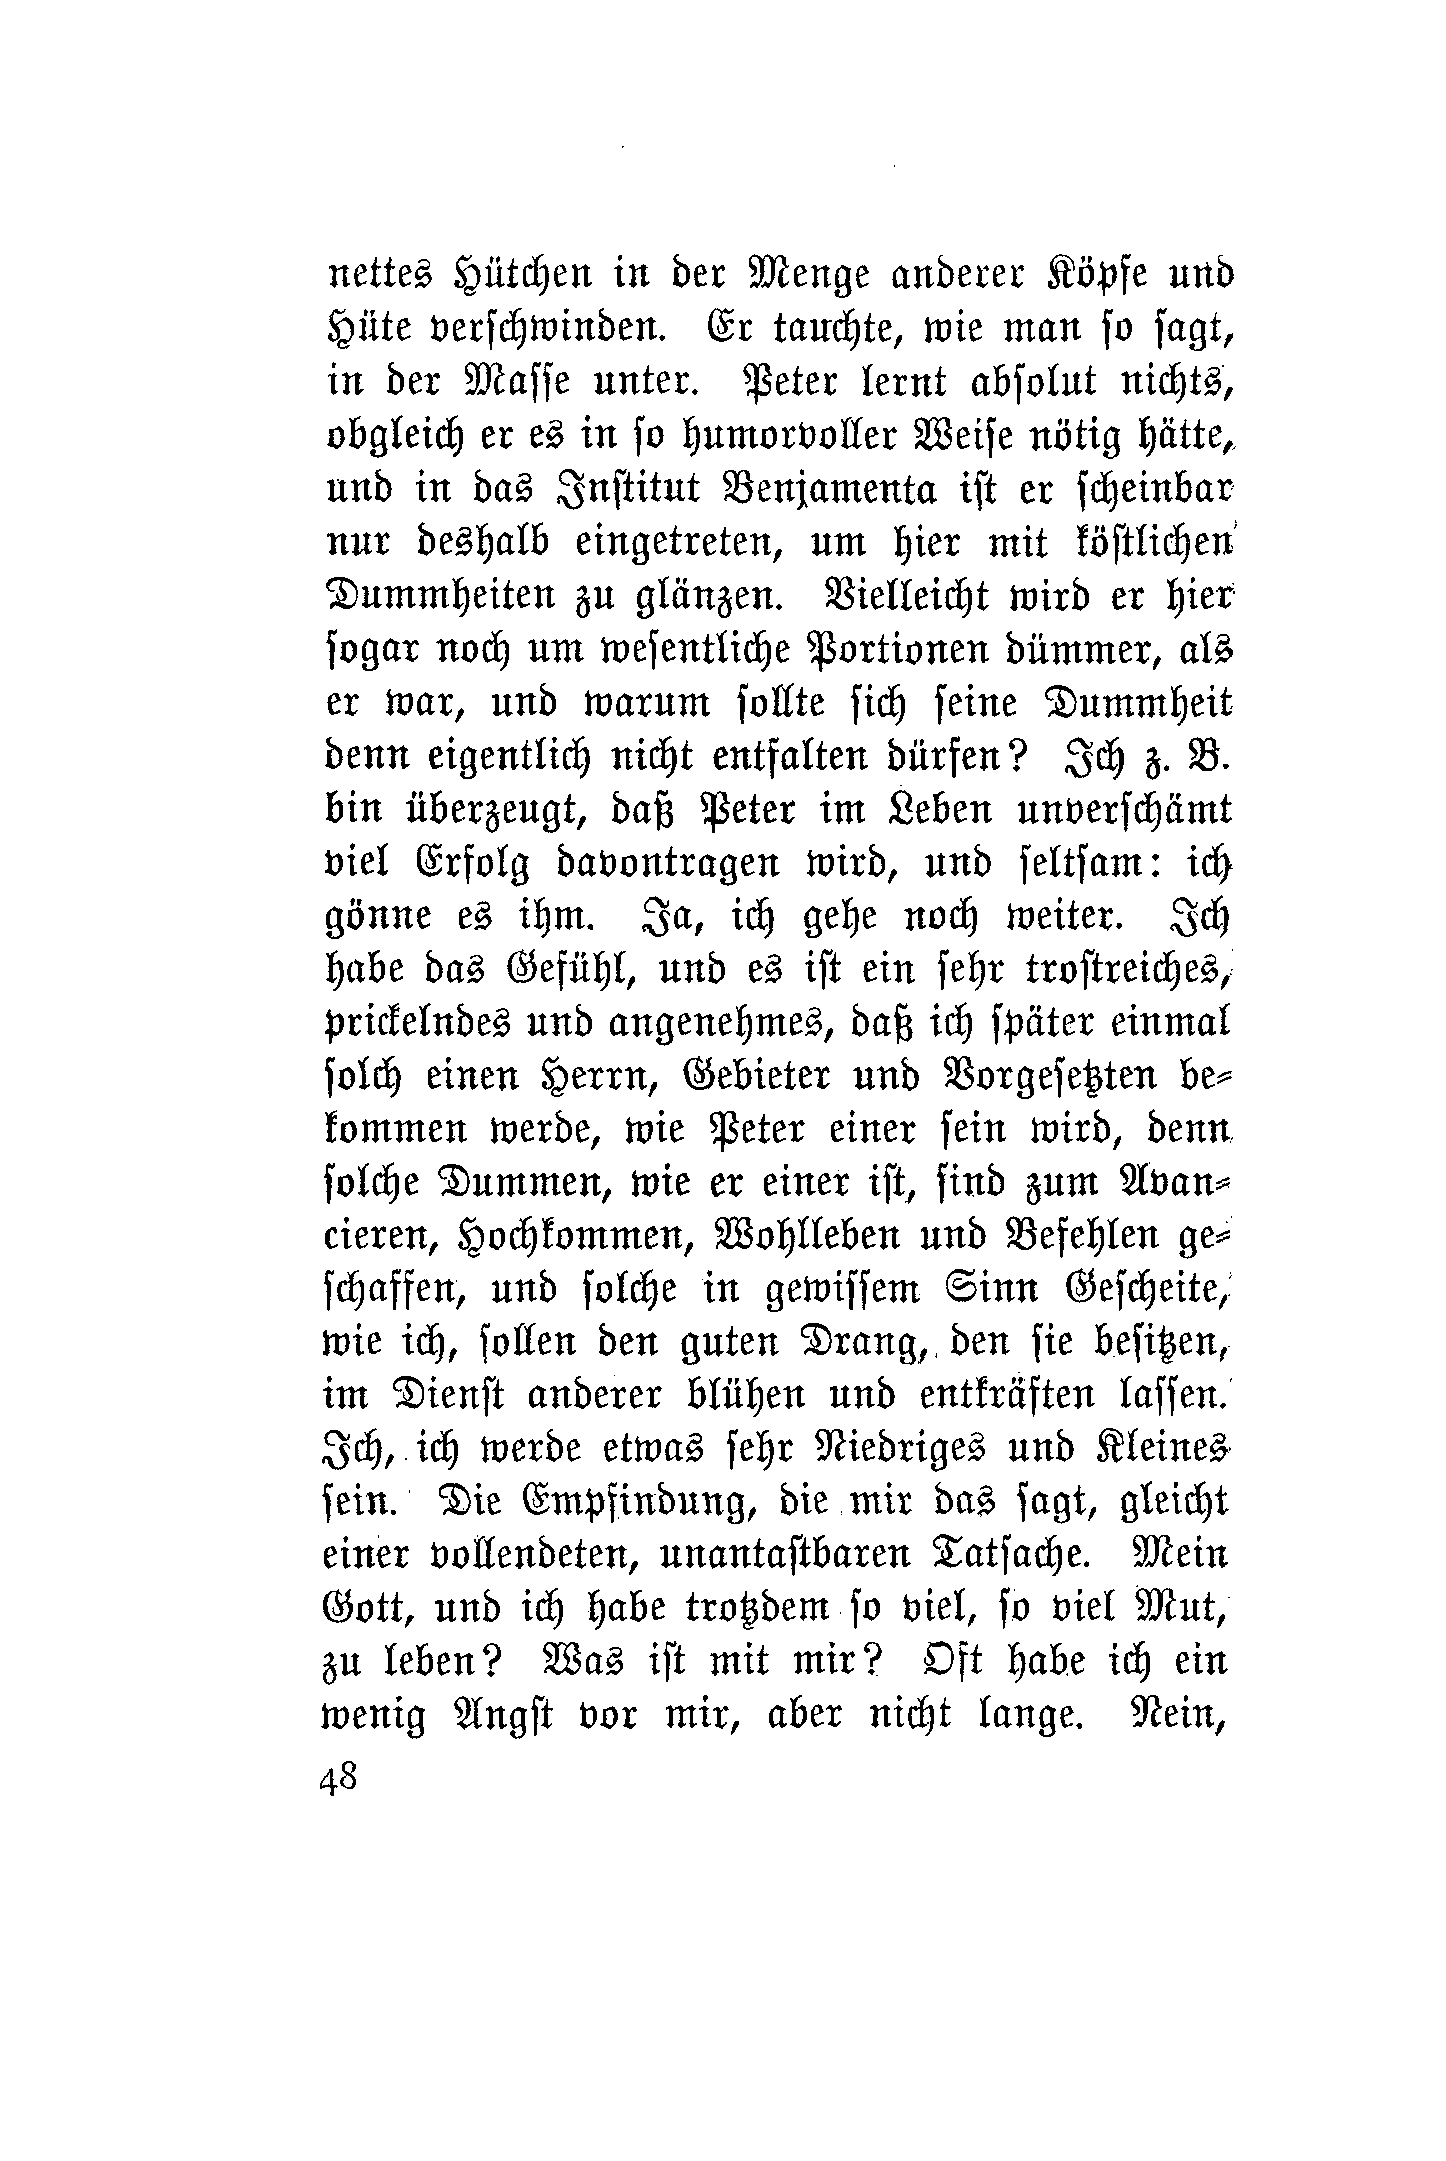 nettes Hütchen in der Menge anderer Köpfe und
Hüte verschwinden. Er tauchte, wie man so sagt,
in der Masse unter. Peter lernt absolut nichts,
obgleich er es in so humorvoller Weise nötig hätte,
und in das Institut Benjamenta ist er scheinbar
nur deshalb eingetreten, um hier mit köstlichen
Dummheiten zu glänzen. Vielleicht wird er hier
sogar noch um wesentliche Portionen dümmer, als
er war, und warum sollte sich seine Dummheit
denn eigentlich nicht entfalten dürfen? Ich z. B.
bin überzeugt, daß Peter im Leben unverschämt
viel Erfolg davontragen wird, und seltsam: ich
gönne es ihm. Ja, ich gehe noch weiter. Ich
habe das Gefühl, und es ist ein sehr trostreiches,
prickelndes und angenehmes, daß ich später einmal
solch einen Herrn, Gebieter und Vorgesetzten be-
kommen werde, wie Peter einer sein wird, denn
solche Dummen, wie er einer ist, sind zum Avan-
cieren, Hochkommen, Wohlleben und Befehlen ge-
schaffen, und solche in gewissem Sinn Gescheite,
wie ich, sollen den guten Drang, den sie besitzen,
im Dienst anderer blühen und entkräften lassen.
Ich, ich werde etwas sehr Niedriges und Kleines
sein. Die Empfindung, die mir das sagt, gleicht
einer vollendeten, unantastbaren Tatsache. Mein
Gott, und ich habe trotzdem so viel, so viel Mut,
zu leben? Was ist mit mir? Oft habe ich ein
wenig Angst vor mir, aber nicht lange. Nein,
48